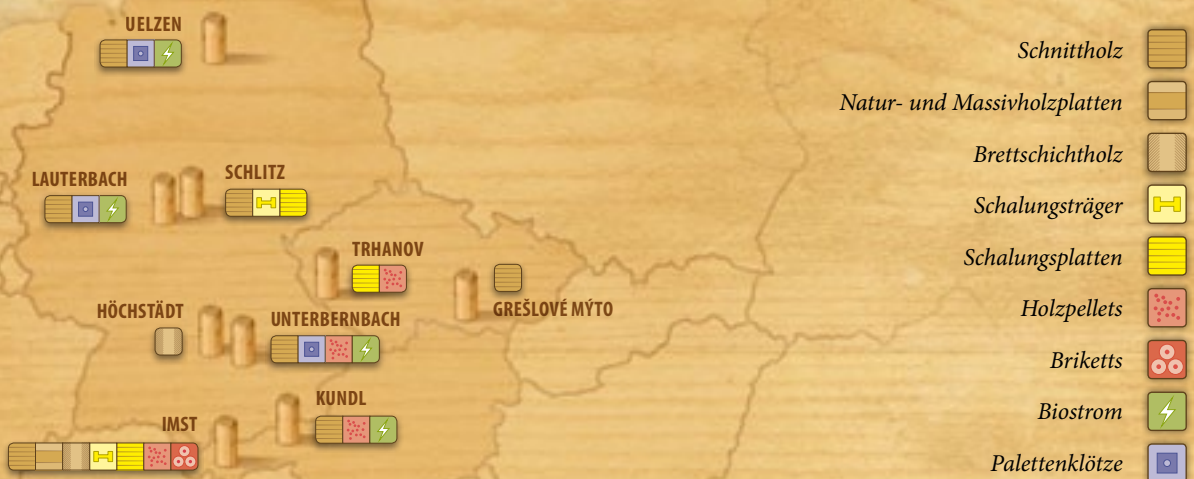 UELZEN
LAUTERBACH
SCHLITZ
TRHANOV
GREŠLOVÉ MÝTO
HÖCHSTÄDT
UNTERBERNBACH
KUNDL
IMST
Schnittholz
Natur- und Massivholzplatten
Brettschichtholz
Schalungsträger
Schalungsplatten
Holzpellets
Briketts
Biostrom
Palettenklötze